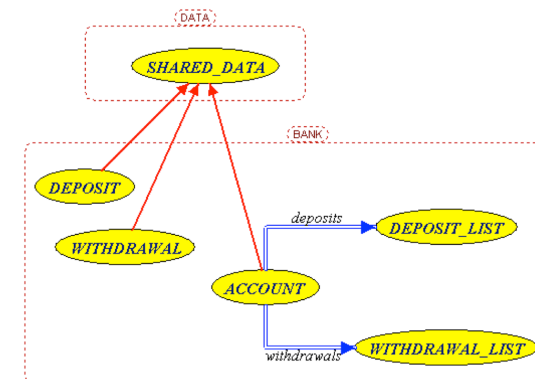 DATA
SHARED_DATA
BANK
DEPOSIT
deposits
DEPOSIT_LIST
WITHDRAWAL
ACCOUNT
withdrawals
WITHDRAWAL_LIST